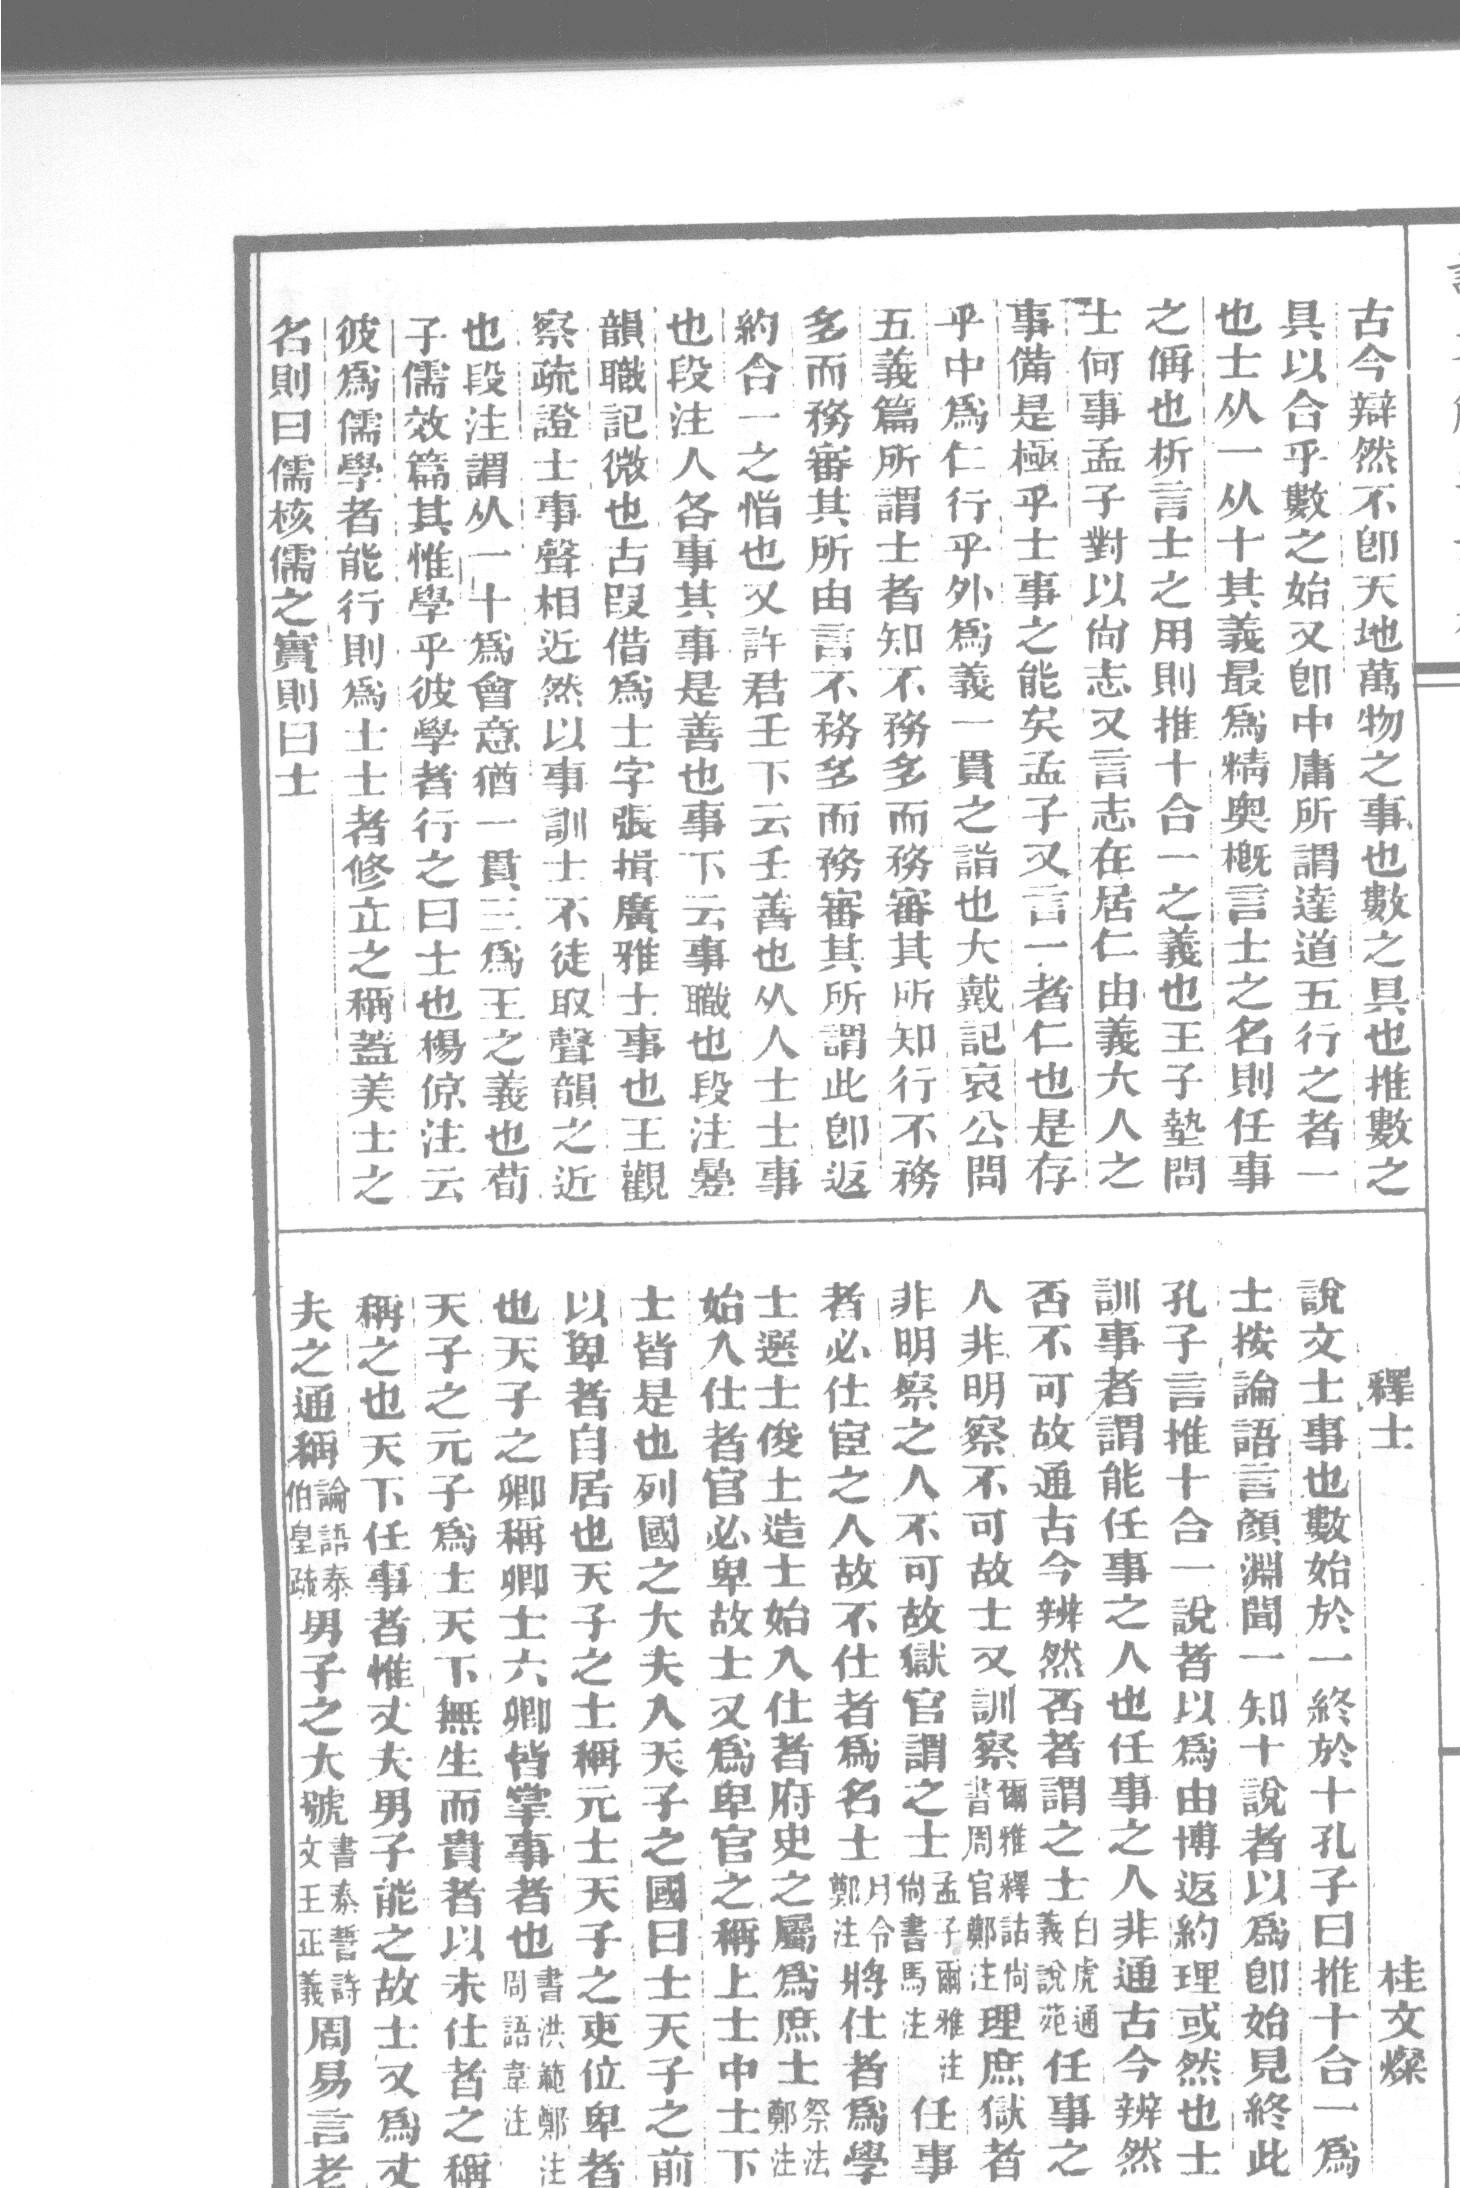 古今辯然不卽天地萬物之事也數之具也推數之
具以合乎數之始又卽中庸所謂達道五行之者一
也士从一从十其義最爲精奧槪言士之名則任事
之偁也析言士之用則推十合一之義也王子墊問
士何事孟子對以尙志又言志在居仁由義大人之
事備是極乎士事之能矣孟子又言一者仁也是存
乎中爲仁行乎外爲義一貫之詣也大戴記哀公問
五義篇所謂士者知不務多而務審其所知行不務
多而務審其所由言不務多而務審其所謂此卽返
約合一之恉也又許君壬下云壬善也从人士士事
也段注人各事其事是善也事下云事職也段注
韻職記微也古叚借爲士字張揖廣雅士事也王觀
察疏證士事聲相近然以事訓士不徒取聲韻之近
也段注謂从一十爲會意猶一貫三爲王之義也荀
子儒效篇其惟學乎彼學者行之曰士也楊倞注云
彼爲儒學者能行則爲士士者修立之稱蓋美士之
名則曰儒核儒之實則曰士
釋士 桂文燦
說文士事也數始於一終於十孔子曰推十合一爲
士按論語言顏淵聞一知十說者以爲卽始見終此
孔子言推十合一說者以爲由博返約理或然也士
訓事者謂能任事之人也任事之人非通古今辨然
否不可故通古今辨然否者謂之士白虎通義說苑任事之
人非明察不可故士又訓察爾雅釋詁尙書周官鄭注理庶獄者
非明察之人不可故獄官謂之士孟子爾雅注尙書馬注任事
者必仕宦之人故不仕者爲名士月令鄭注將仕者爲學
士選士俊士造士始入仕者府史之屬爲庶士祭法鄭注
始入仕者官必卑故士又爲卑官之稱上士中士下
士皆是也列國之大夫入天子之國曰士天子之前
以卑者自居也天子之士稱元士天子之吏位卑者
也天子之卿稱卿士六卿皆掌事者也書洪範鄭注周語韋注
天子之元子爲士天下無生而貴者以未仕者之稱
稱之也天下任事者惟丈夫男子能之故士又爲丈
夫之通稱論語泰伯皇疏男子之大號書泰誓詩文王正義周易言老